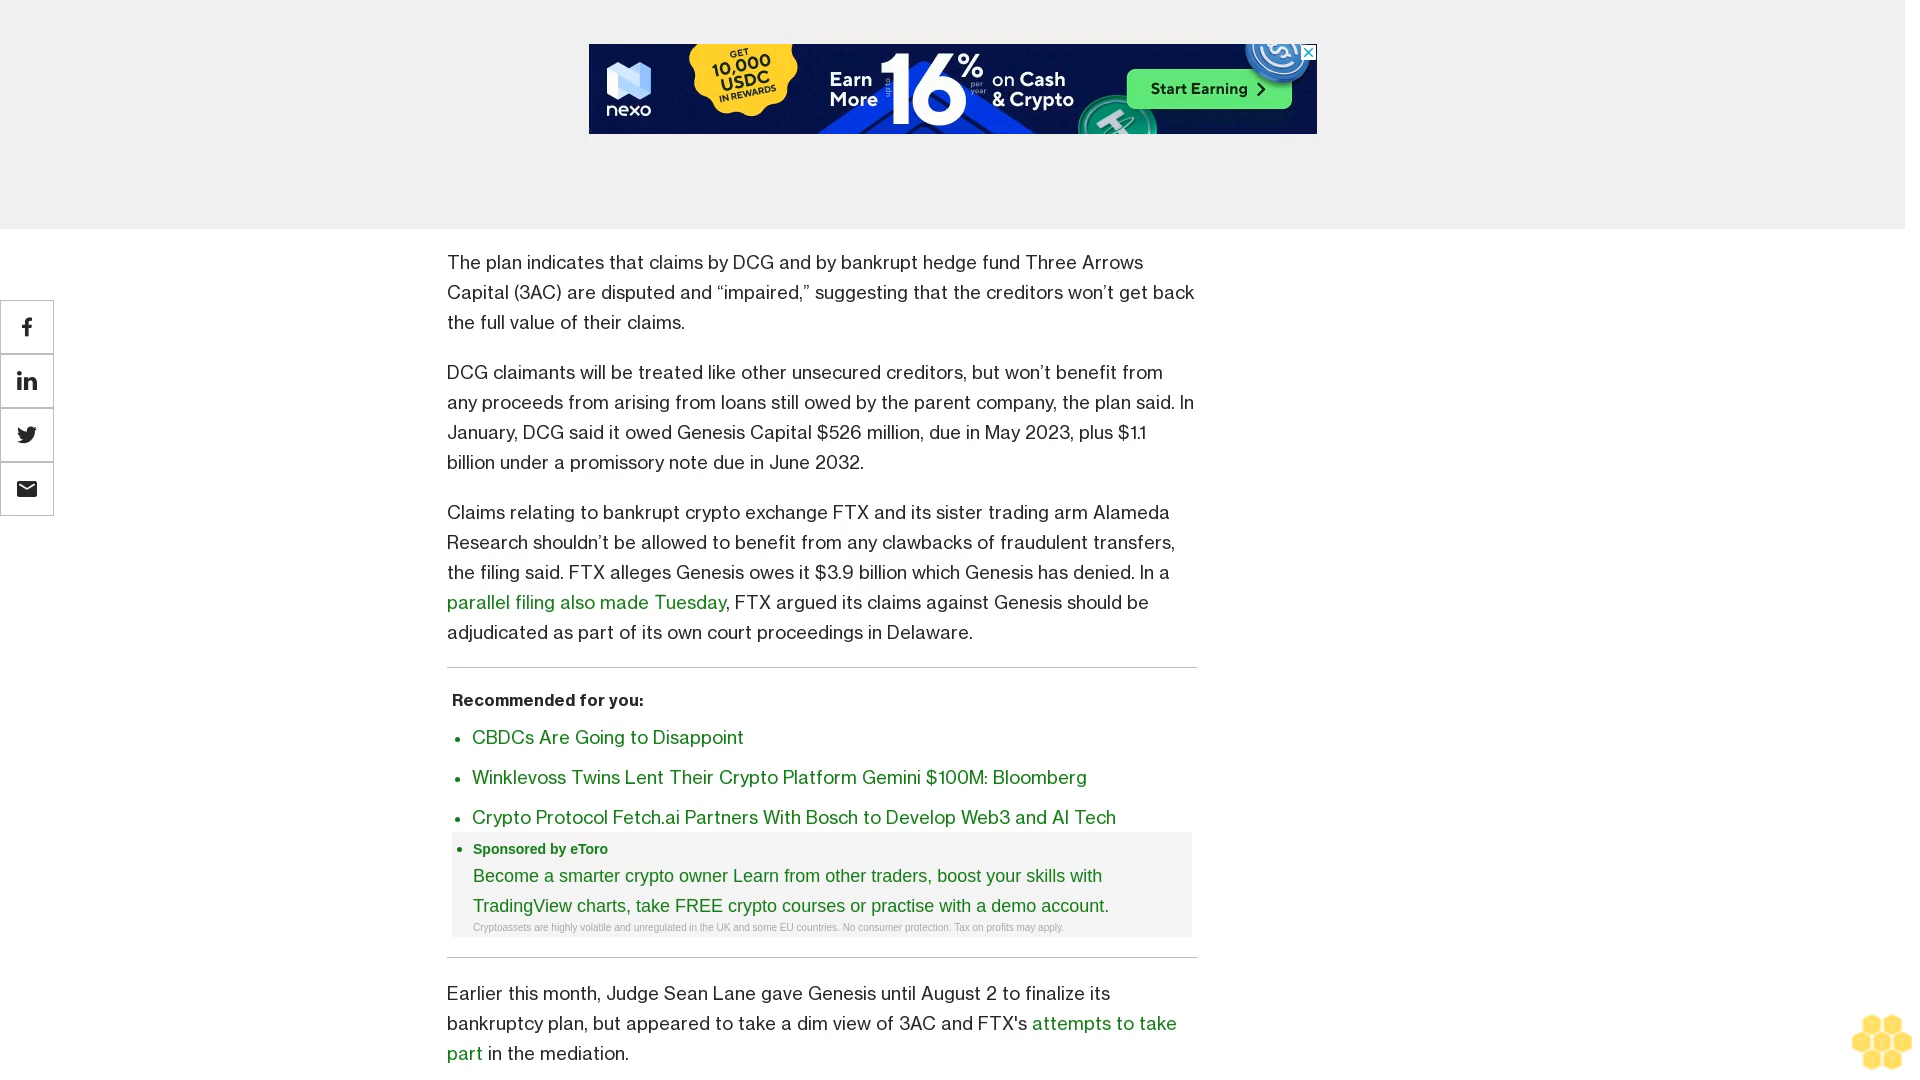 GET
10,000
USDC
IN REWARDS
nexo
Earn
More
up to
16%
per
year
on Cash
& Crypto
Start Earning
The plan indicates that claims by DCG and by bankrupt hedge fund Three Arrows
Capital (3AC) are disputed and “impaired,” suggesting that the creditors won’t get back
the full value of their claims.
DCG claimants will be treated like other unsecured creditors, but won’t benefit from
any proceeds from arising from loans still owed by the parent company, the plan said. In
January, DCG said it owed Genesis Capital $526 million, due in May 2023, plus $1.1
billion under a promissory note due in June 2032.
Claims relating to bankrupt crypto exchange FTX and its sister trading arm Alameda
Research shouldn’t be allowed to benefit from any clawbacks of fraudulent transfers,
the filing said. FTX alleges Genesis owes it $3.9 billion which Genesis has denied. In a
parallel filing also made Tuesday, FTX argued its claims against Genesis should be
adjudicated as part of its own court proceedings in Delaware.
Recommended for you:
• CBDCs Are Going to Disappoint
• Winklevoss Twins Lent Their Crypto Platform Gemini $100M: Bloomberg
• Crypto Protocol Fetch.ai Partners With Bosch to Develop Web3 and AI Tech
• Sponsored by eToro
Become a smarter crypto owner Learn from other traders, boost your skills with
TradingView charts, take FREE crypto courses or practise with a demo account.
Cryptoassets are highly volatile and unregulated in the UK and some EU countries. No consumer protection. Tax on profits may apply.
Earlier this month, Judge Sean Lane gave Genesis until August 2 to finalize its
bankruptcy plan, but appeared to take a dim view of 3AC and FTX's attempts to take
part in the mediation.